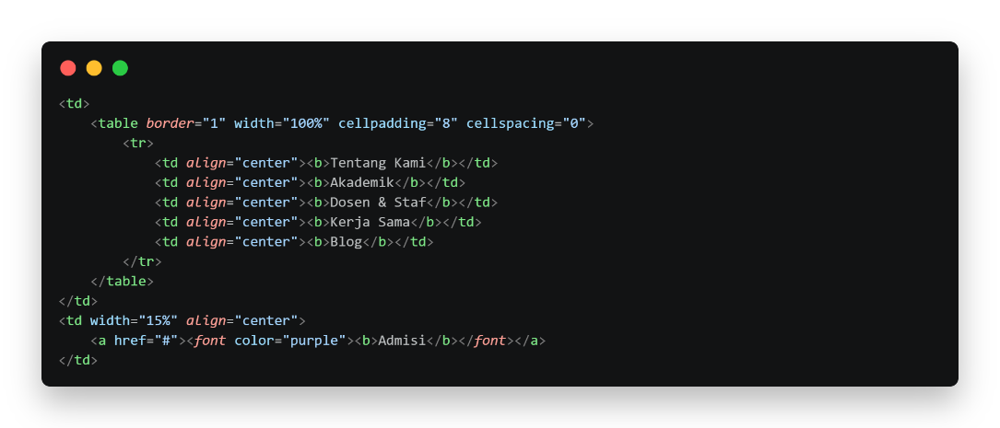 <td>
    <table border="1" width="100%" cellpadding="8" cellspacing="0">
        <tr>
            <td align="center"><b>Tentang Kami</b></td>
            <td align="center"><b>Akademik</b></td>
            <td align="center"><b>Dosen & Staf</b></td>
            <td align="center"><b>Kerja Sama</b></td>
            <td align="center"><b>Blog</b></td>
        </tr>
    </table>
</td>
<td width="15%" align="center">
    <a href="#"><font color="purple"><b>Admisi</b></font></a>
</td>